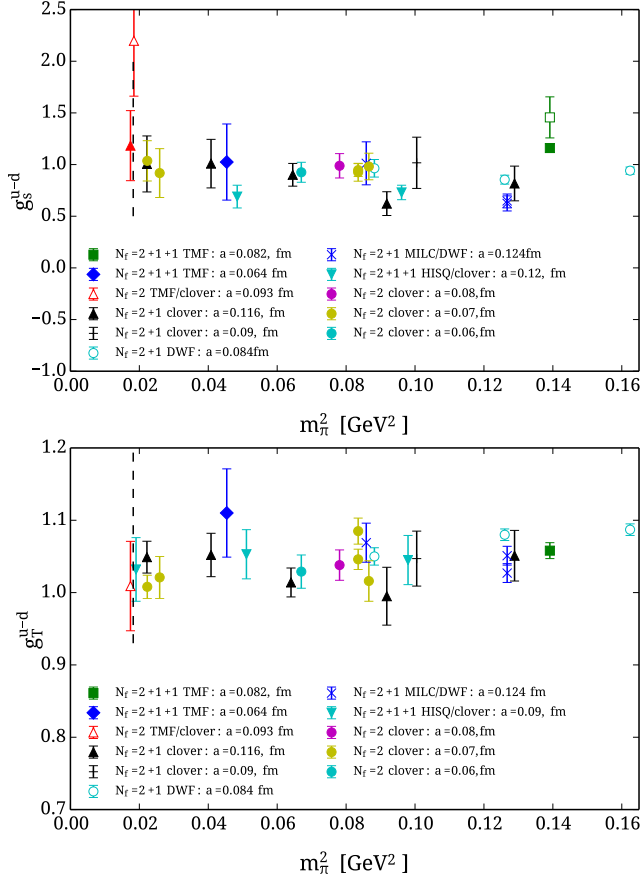 2.5
2.0
1.5
1.0
0.5
0.0
−0.5
−1.0
g_s^{u−d}
N_f=2+1+1 TMF: a=0.082, fm
N_f=2+1+1 TMF: a=0.064 fm
N_f=2 TMF/clover: a=0.093 fm
N_f=2+1 clover: a=0.116, fm
N_f=2+1 clover: a=0.09, fm
N_f=2+1 DWF: a=0.084fm
N_f=2+1 MILC/DWF: a=0.124fm
N_f=2+1+1 HISQ/clover: a=0.12, fm
N_f=2 clover: a=0.08,fm
N_f=2 clover: a=0.07,fm
N_f=2 clover: a=0.06,fm
0.00 0.02 0.04 0.06 0.08 0.10 0.12 0.14 0.16
m_π^2 [GeV^2]
1.2
1.1
1.0
0.9
0.8
0.7
g_T^{u−d}
N_f=2+1+1 TMF: a=0.082, fm
N_f=2+1+1 TMF: a=0.064 fm
N_f=2 TMF/clover: a=0.093 fm
N_f=2+1 clover: a=0.116, fm
N_f=2+1 clover: a=0.09, fm
N_f=2+1 DWF: a=0.084 fm
N_f=2+1 MILC/DWF: a=0.124 fm
N_f=2+1+1 HISQ/clover: a=0.09, fm
N_f=2 clover: a=0.08,fm
N_f=2 clover: a=0.07,fm
N_f=2 clover: a=0.06,fm
0.00 0.02 0.04 0.06 0.08 0.10 0.12 0.14 0.16
m_π^2 [GeV^2]